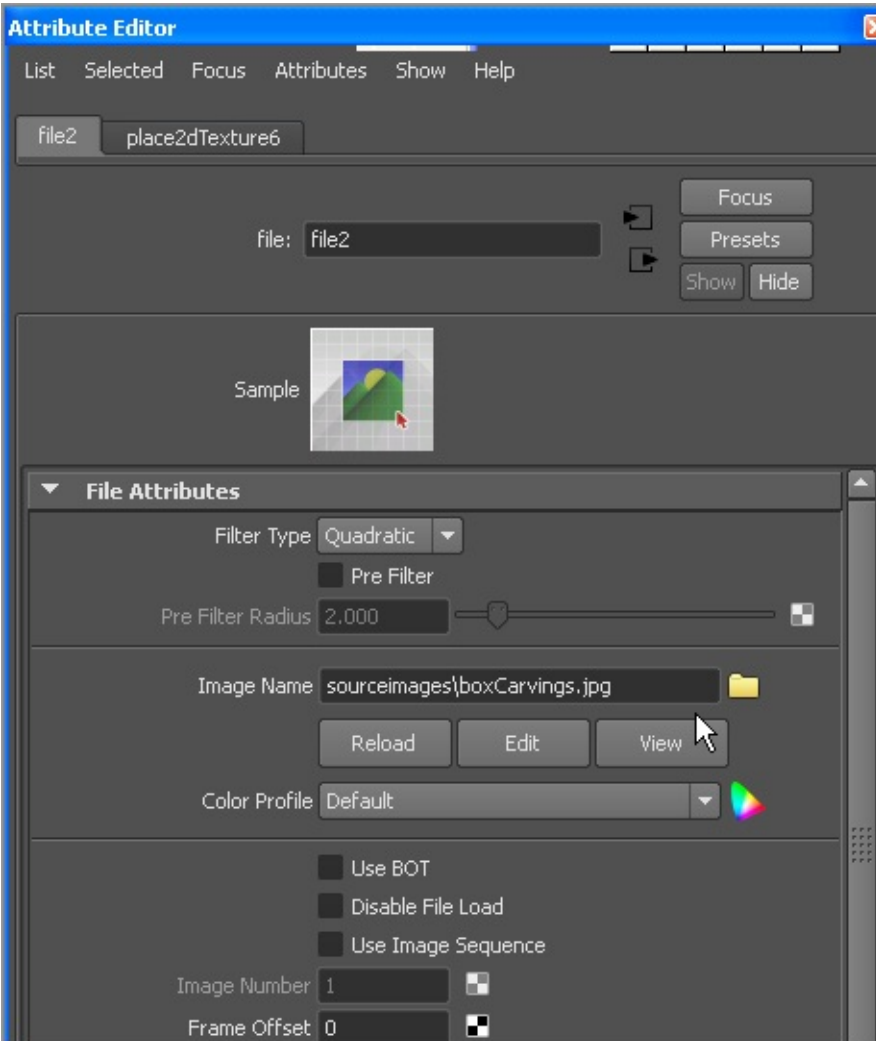 Attribute Editor
List Selected Focus Attributes Show Help
file2 place2dTexture6
Focus
file: file2
Presets
Show Hide
Sample
File Attributes
Filter Type Quadratic
Pre Filter
Pre Filter Radius 2.000
Image Name sourceimages\boxCarvings.jpg
Reload Edit View
Color Profile Default
Use BOT
Disable File Load
Use Image Sequence
Image Number 1
Frame Offset 0